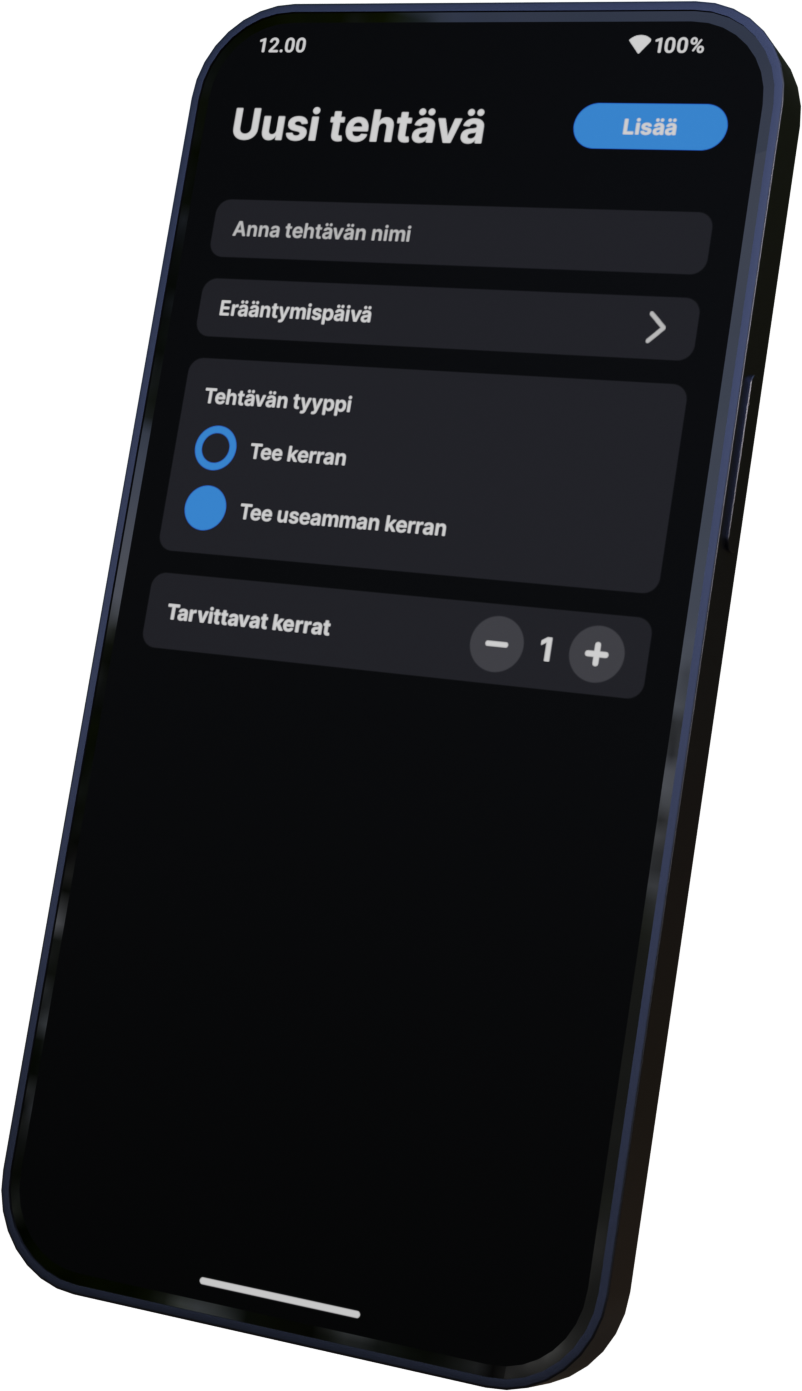 12.00
100%
Uusi tehtävä
Lisää
Anna tehtävän nimi
Erääntymispäivä
Tehtävän tyyppi
Tee kerran
Tee useamman kerran
Tarvittavat kerrat
− 1 +